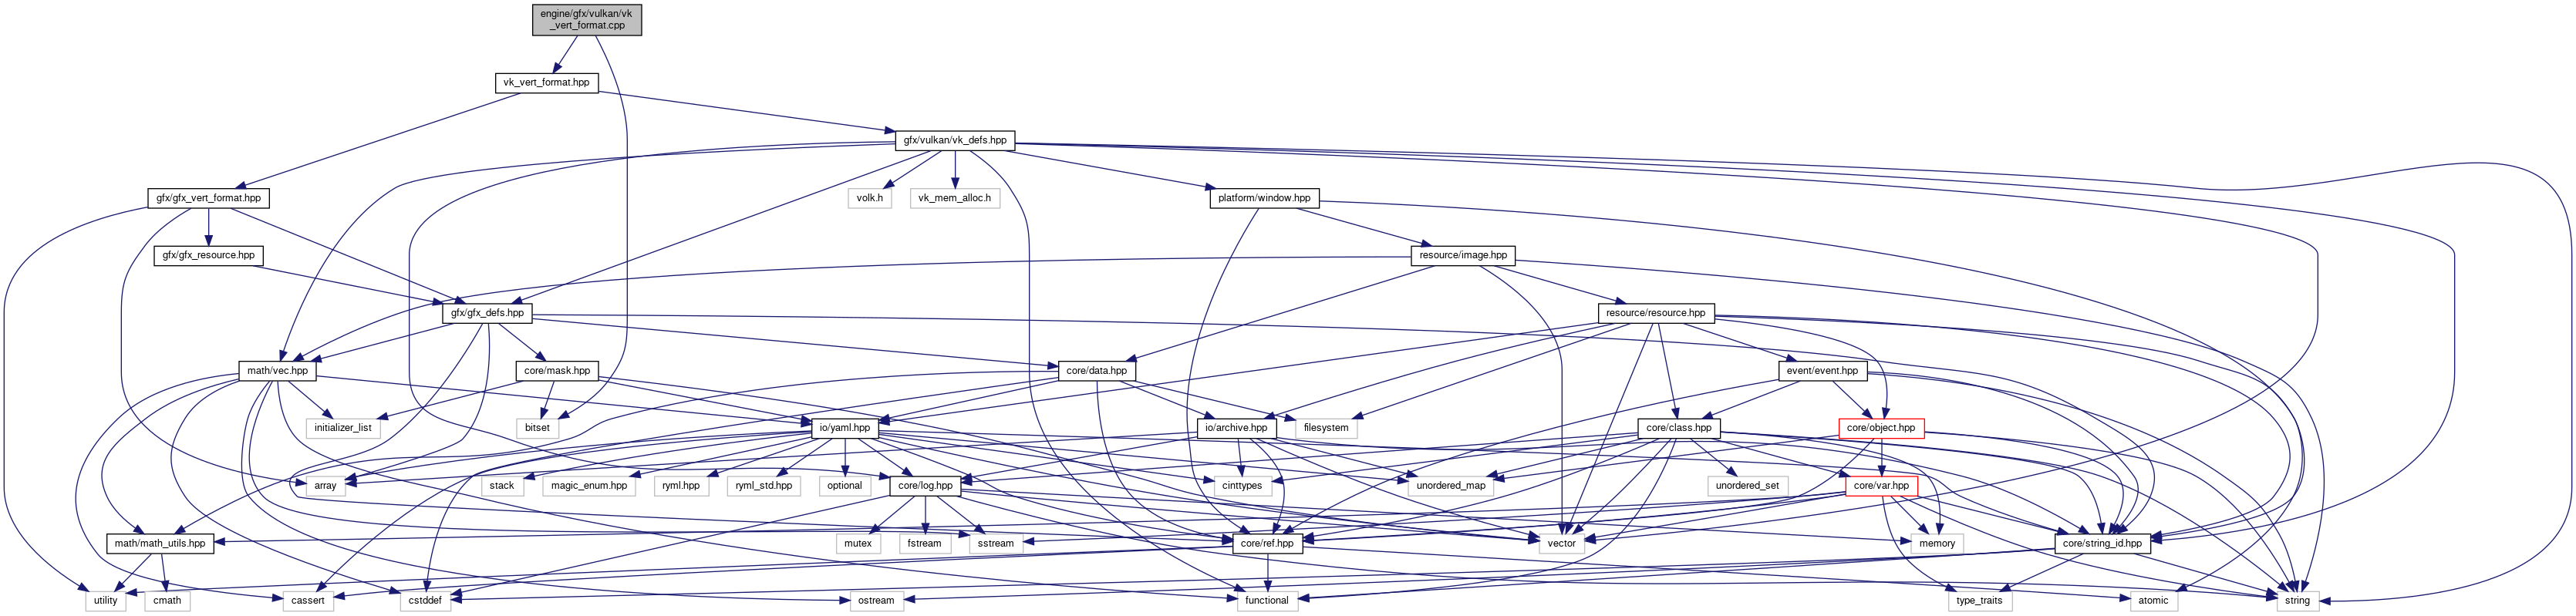 engine/gfx/vulkan/vk
_vert_format.cpp
vk_vert_format.hpp
gfx/vulkan/vk_defs.hpp
gfx/gfx_vert_format.hpp
volk.h
vk_mem_alloc.h
platform/window.hpp
gfx/gfx_resource.hpp
resource/image.hpp
gfx/gfx_defs.hpp
resource/resource.hpp
math/vec.hpp
core/mask.hpp
core/data.hpp
event/event.hpp
initializer_list
bitset
io/yaml.hpp
io/archive.hpp
filesystem
core/class.hpp
core/object.hpp
array
stack
magic_enum.hpp
ryml.hpp
ryml_std.hpp
optional
core/log.hpp
cinttypes
unordered_map
unordered_set
core/var.hpp
math/math_utils.hpp
mutex
fstream
sstream
core/ref.hpp
vector
memory
core/string_id.hpp
utility
cmath
cassert
cstddef
ostream
functional
type_traits
atomic
string